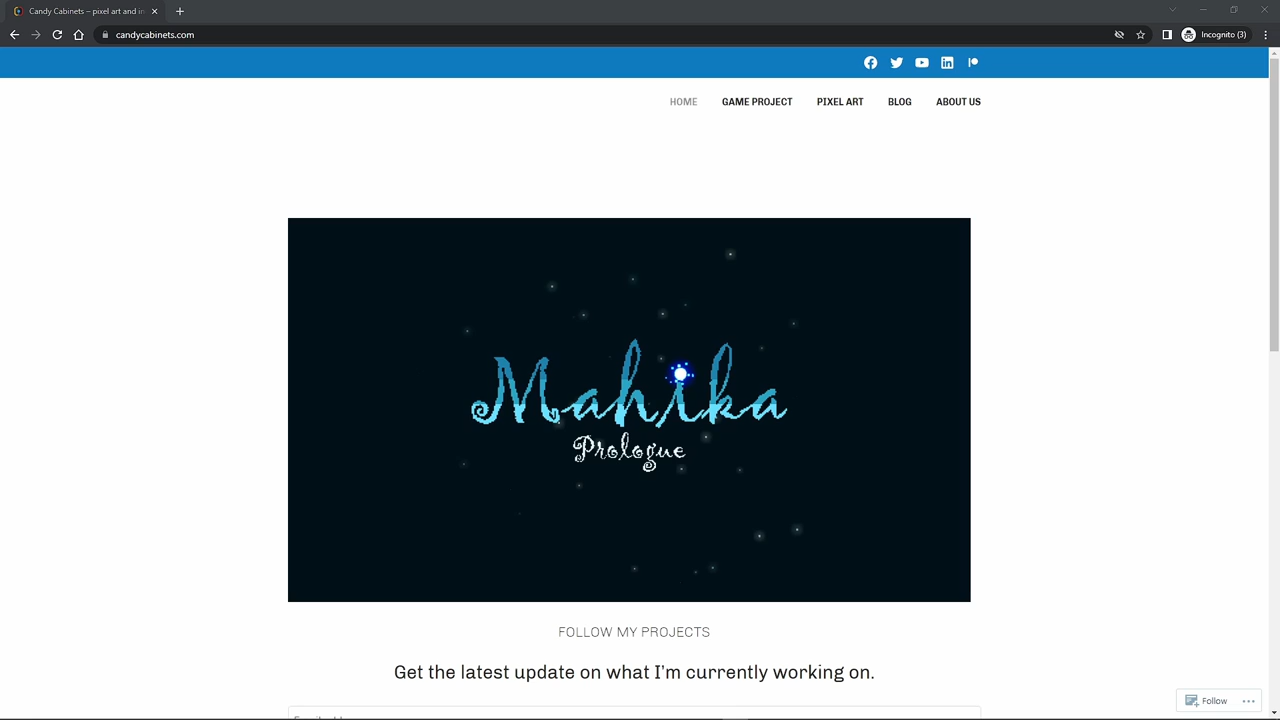 Candy Cabinets – pixel art and in
candycabinets.com
Incognito (3)
HOME GAME PROJECT PIXEL ART BLOG ABOUT US
Mahika
Prologue
FOLLOW MY PROJECTS
Get the latest update on what I'm currently working on.
Follow